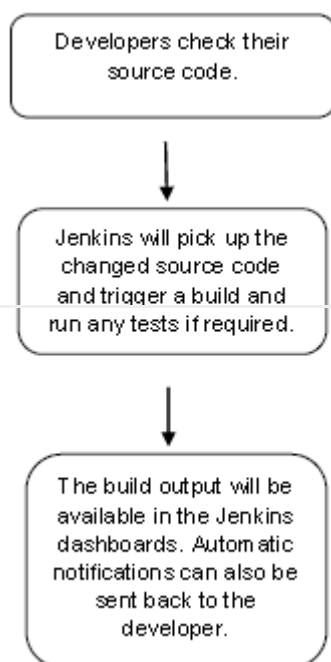 Developers check their
source code.
Jenkins will pick up the
changed source code
and trigger a build and
run any tests if required.
The build output will be
available in the Jenkins
dashboards. Automatic
notifications can also be
sent back to the
developer.